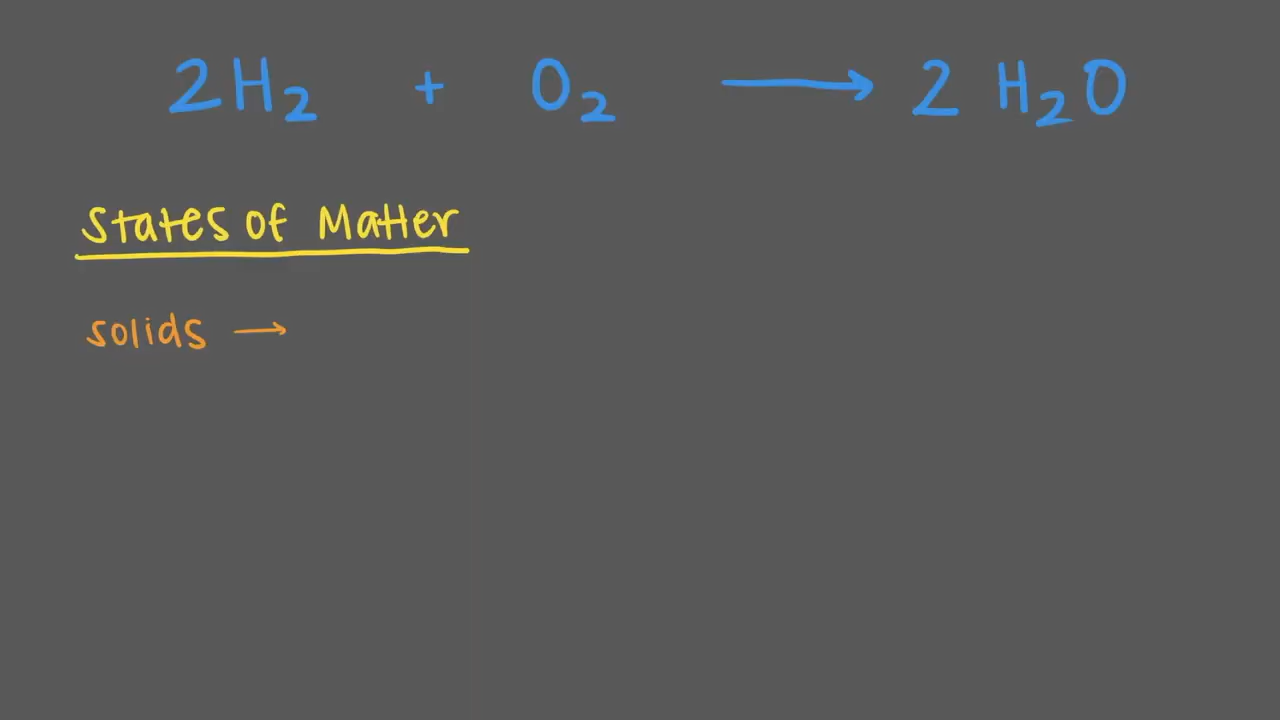 2H₂ + O₂ → 2 H₂O
States of Matter
solids →